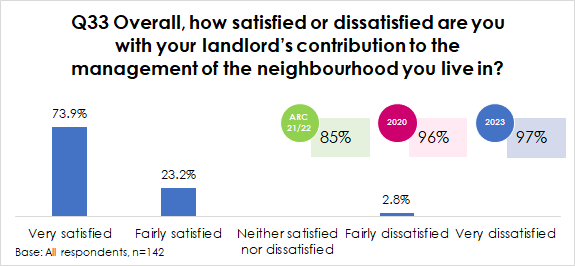 Q33 Overall, how satisfied or dissatisfied are you
with your landlord's contribution to the
management of the neighbourhood you live in?
ARC
21/22
85%
2020
96%
2023
97%
73.9%
23.2%
2.8%
Very satisfied
Fairly satisfied
Neither satisfied
nor dissatisfied
Fairly dissatisfied
Very dissatisfied
Base: All respondents, n=142